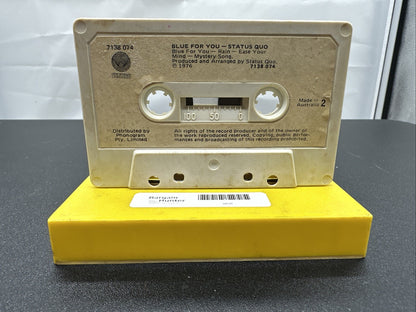 7138 074
BLUE FOR YOU — STATUS QUO
Blue For You — Rain — Ease Your
Mind — Mystery Song.
Produced and Arranged by Status Quo.
℗ 1976
7138 074
100 50 0
Made in
Australia
2
Distributed by
Phonogram
Pty. Limited
All rights of the record producer and of the owner of
the work reproduced reserved. Copying, public perfor-
mances and broadcasting of this recording prohibited.
Bargain
Hunter